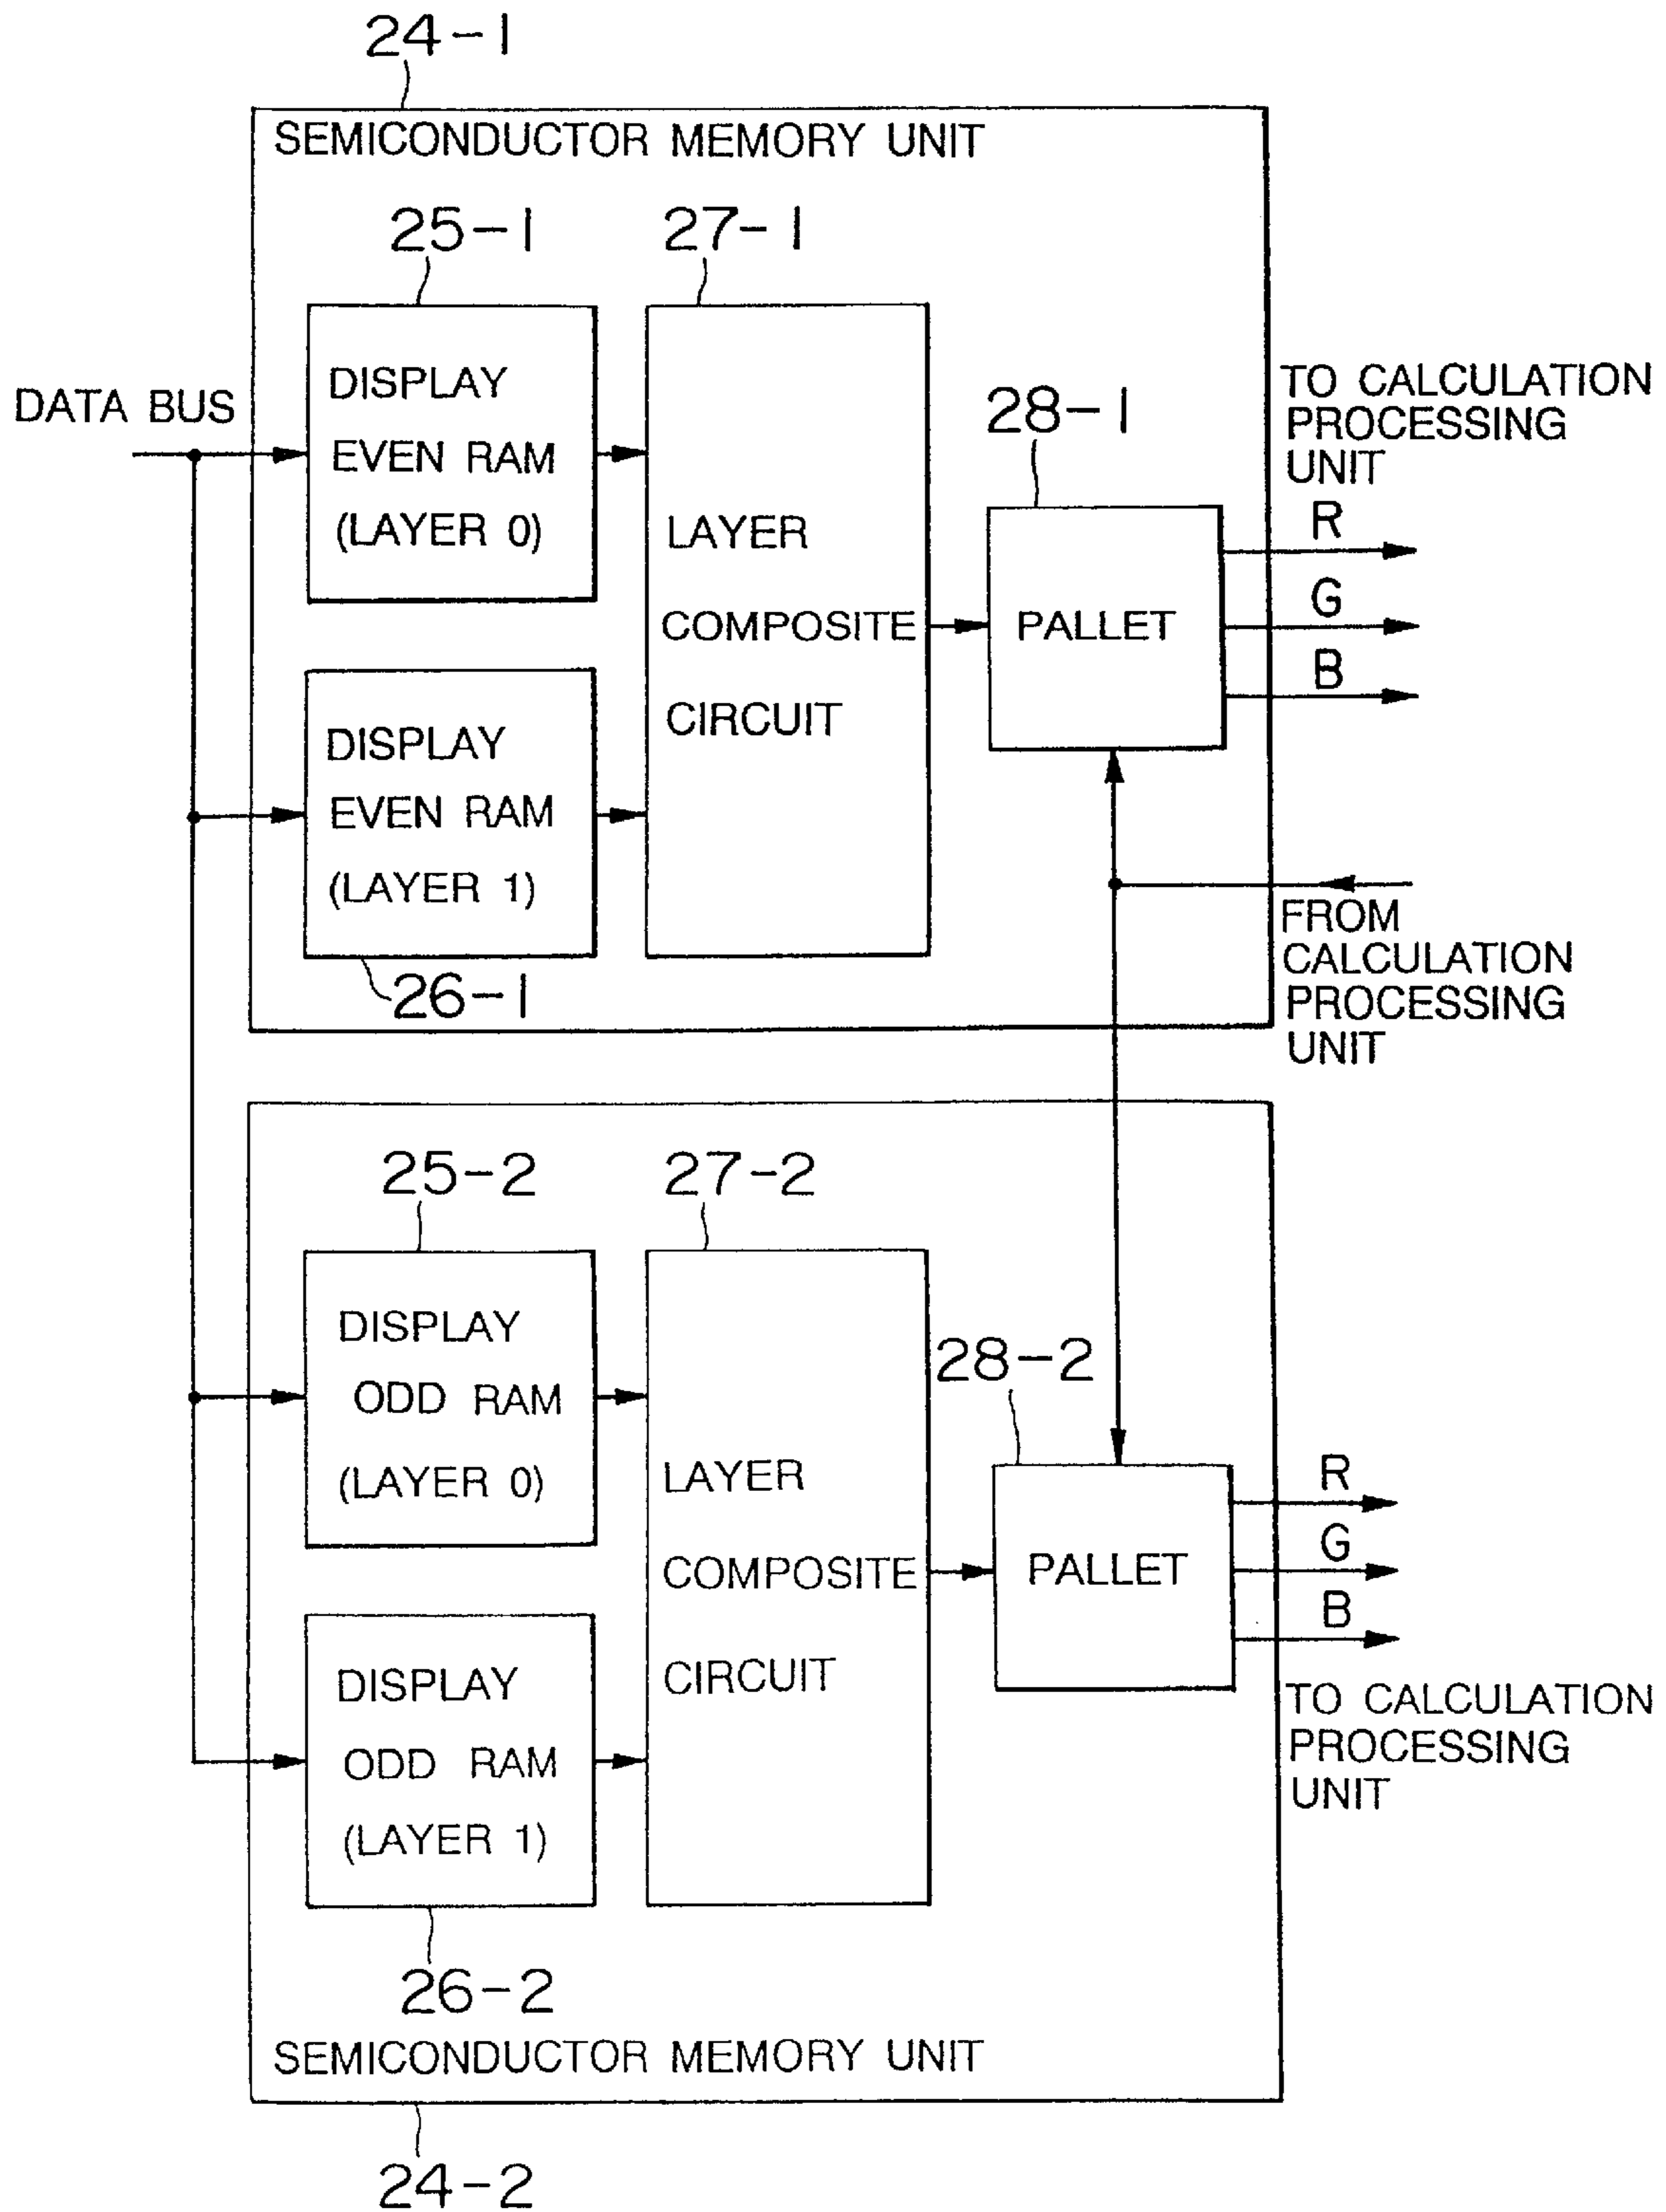 24-1
SEMICONDUCTOR MEMORY UNIT
25-1
27-1
DISPLAY
EVEN RAM
(LAYER 0)
DATA BUS
LAYER
COMPOSITE
CIRCUIT
28-1
PALLET
TO CALCULATION
PROCESSING
UNIT
R
G
B
DISPLAY
EVEN RAM
(LAYER 1)
26-1
FROM
CALCULATION
PROCESSING
UNIT
25-2
27-2
DISPLAY
ODD RAM
(LAYER 0)
LAYER
COMPOSITE
CIRCUIT
28-2
PALLET
R
G
B
TO CALCULATION
PROCESSING
UNIT
DISPLAY
ODD RAM
(LAYER 1)
26-2
SEMICONDUCTOR MEMORY UNIT
24-2